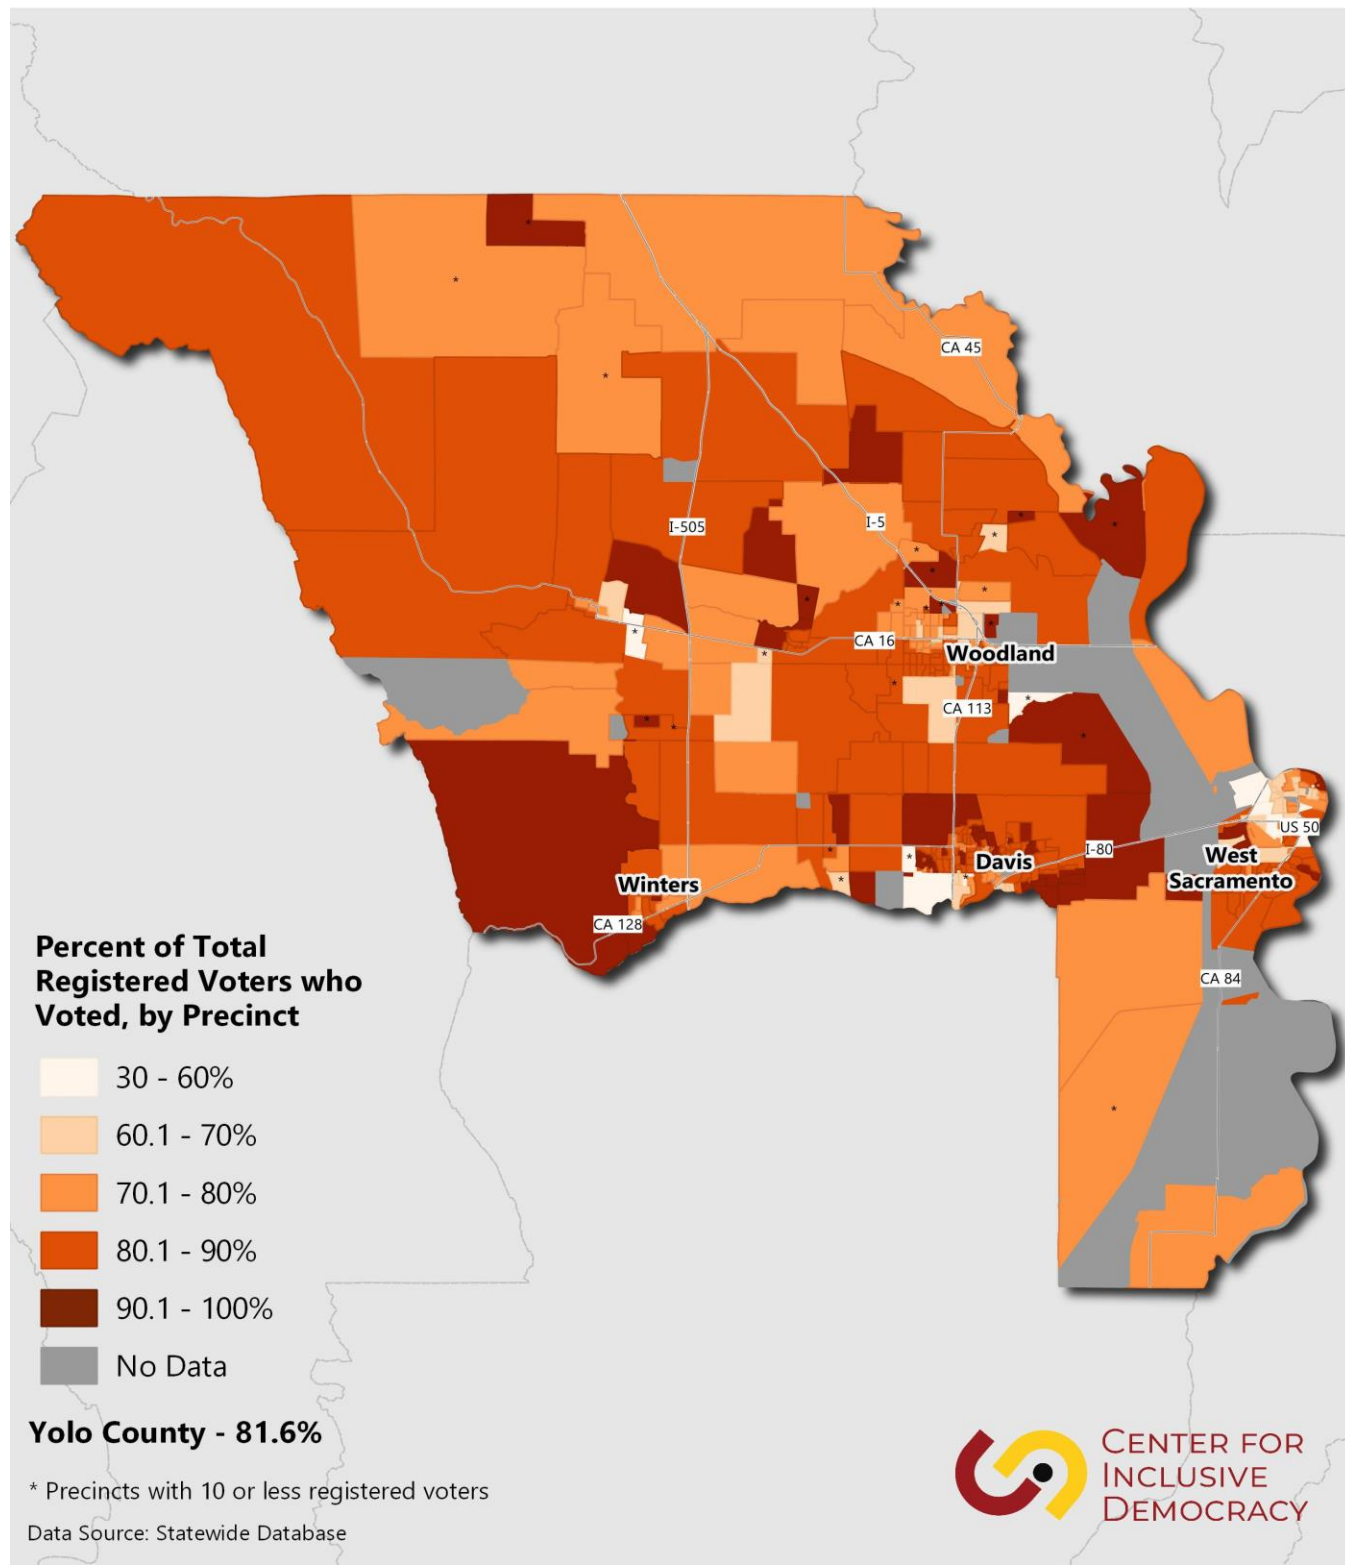 CA 45
I-505
I-5
CA 16
Woodland
CA 113
US 50
I-80
West
Sacramento
Davis
Winters
CA 128
CA 84
Percent of Total
Registered Voters who
Voted, by Precinct
30 - 60%
60.1 - 70%
70.1 - 80%
80.1 - 90%
90.1 - 100%
No Data
Yolo County - 81.6%
* Precincts with 10 or less registered voters
Data Source: Statewide Database
CENTER FOR
INCLUSIVE
DEMOCRACY